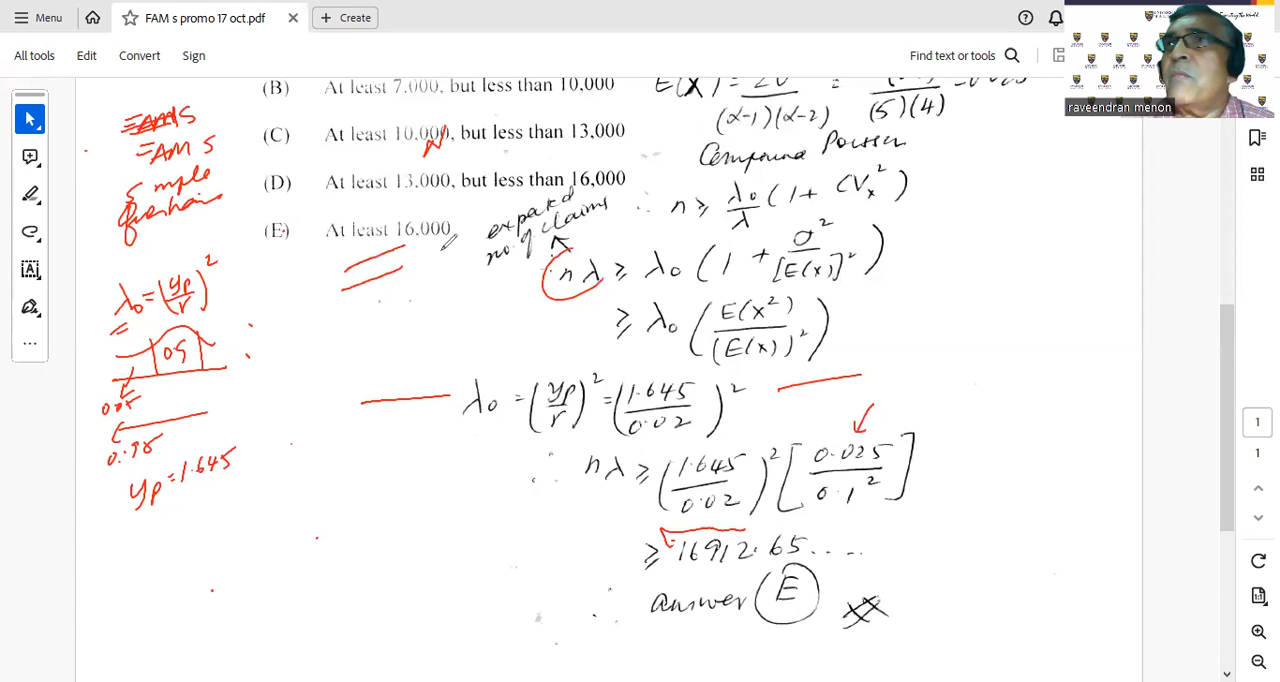 Menu
FAM s promo 17 oct.pdf
Create
All tools
Edit
Convert
Sign
Find text or tools
raveendran menon
(B) At least 7,000, but less than 10,000
(C) At least 10,000, but less than 13,000
(D) At least 13,000, but less than 16,000
(E) At least 16,000
FAM S
FAM S
λ₀ = (yp/r)²
0.9
0.05
0.95
yp = 1.645
(α-1)(α-2)
(5)(4)
Compound Poisson
∴ n ≥ λ₀/λ (1 + CVₓ²)
expected
no. of claims
nλ ≥ λ₀ (1 + σ²/[E(x)]²)
≥ λ₀ (E(x²)/(E(x))²)
λ₀ = (yp/r)² = (1.645/0.02)²
∴ nλ ≥ (1.645/0.02)² [0.025/0.1²]
≥ 16912.65....
∴ answer E
1
1